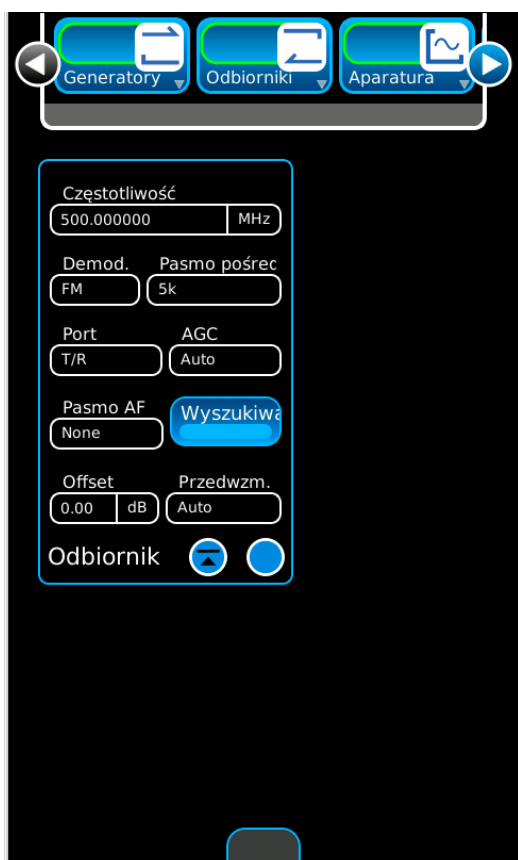 Generatory Odbiorniki Aparatura
Częstotliwość
500.000000 MHz
Demod. Pasmo pośrec
FM 5k
Port AGC
T/R Auto
Pasmo AF Wyszukiwa
None
Offset Przedwzm.
0.00 dB Auto
Odbiornik